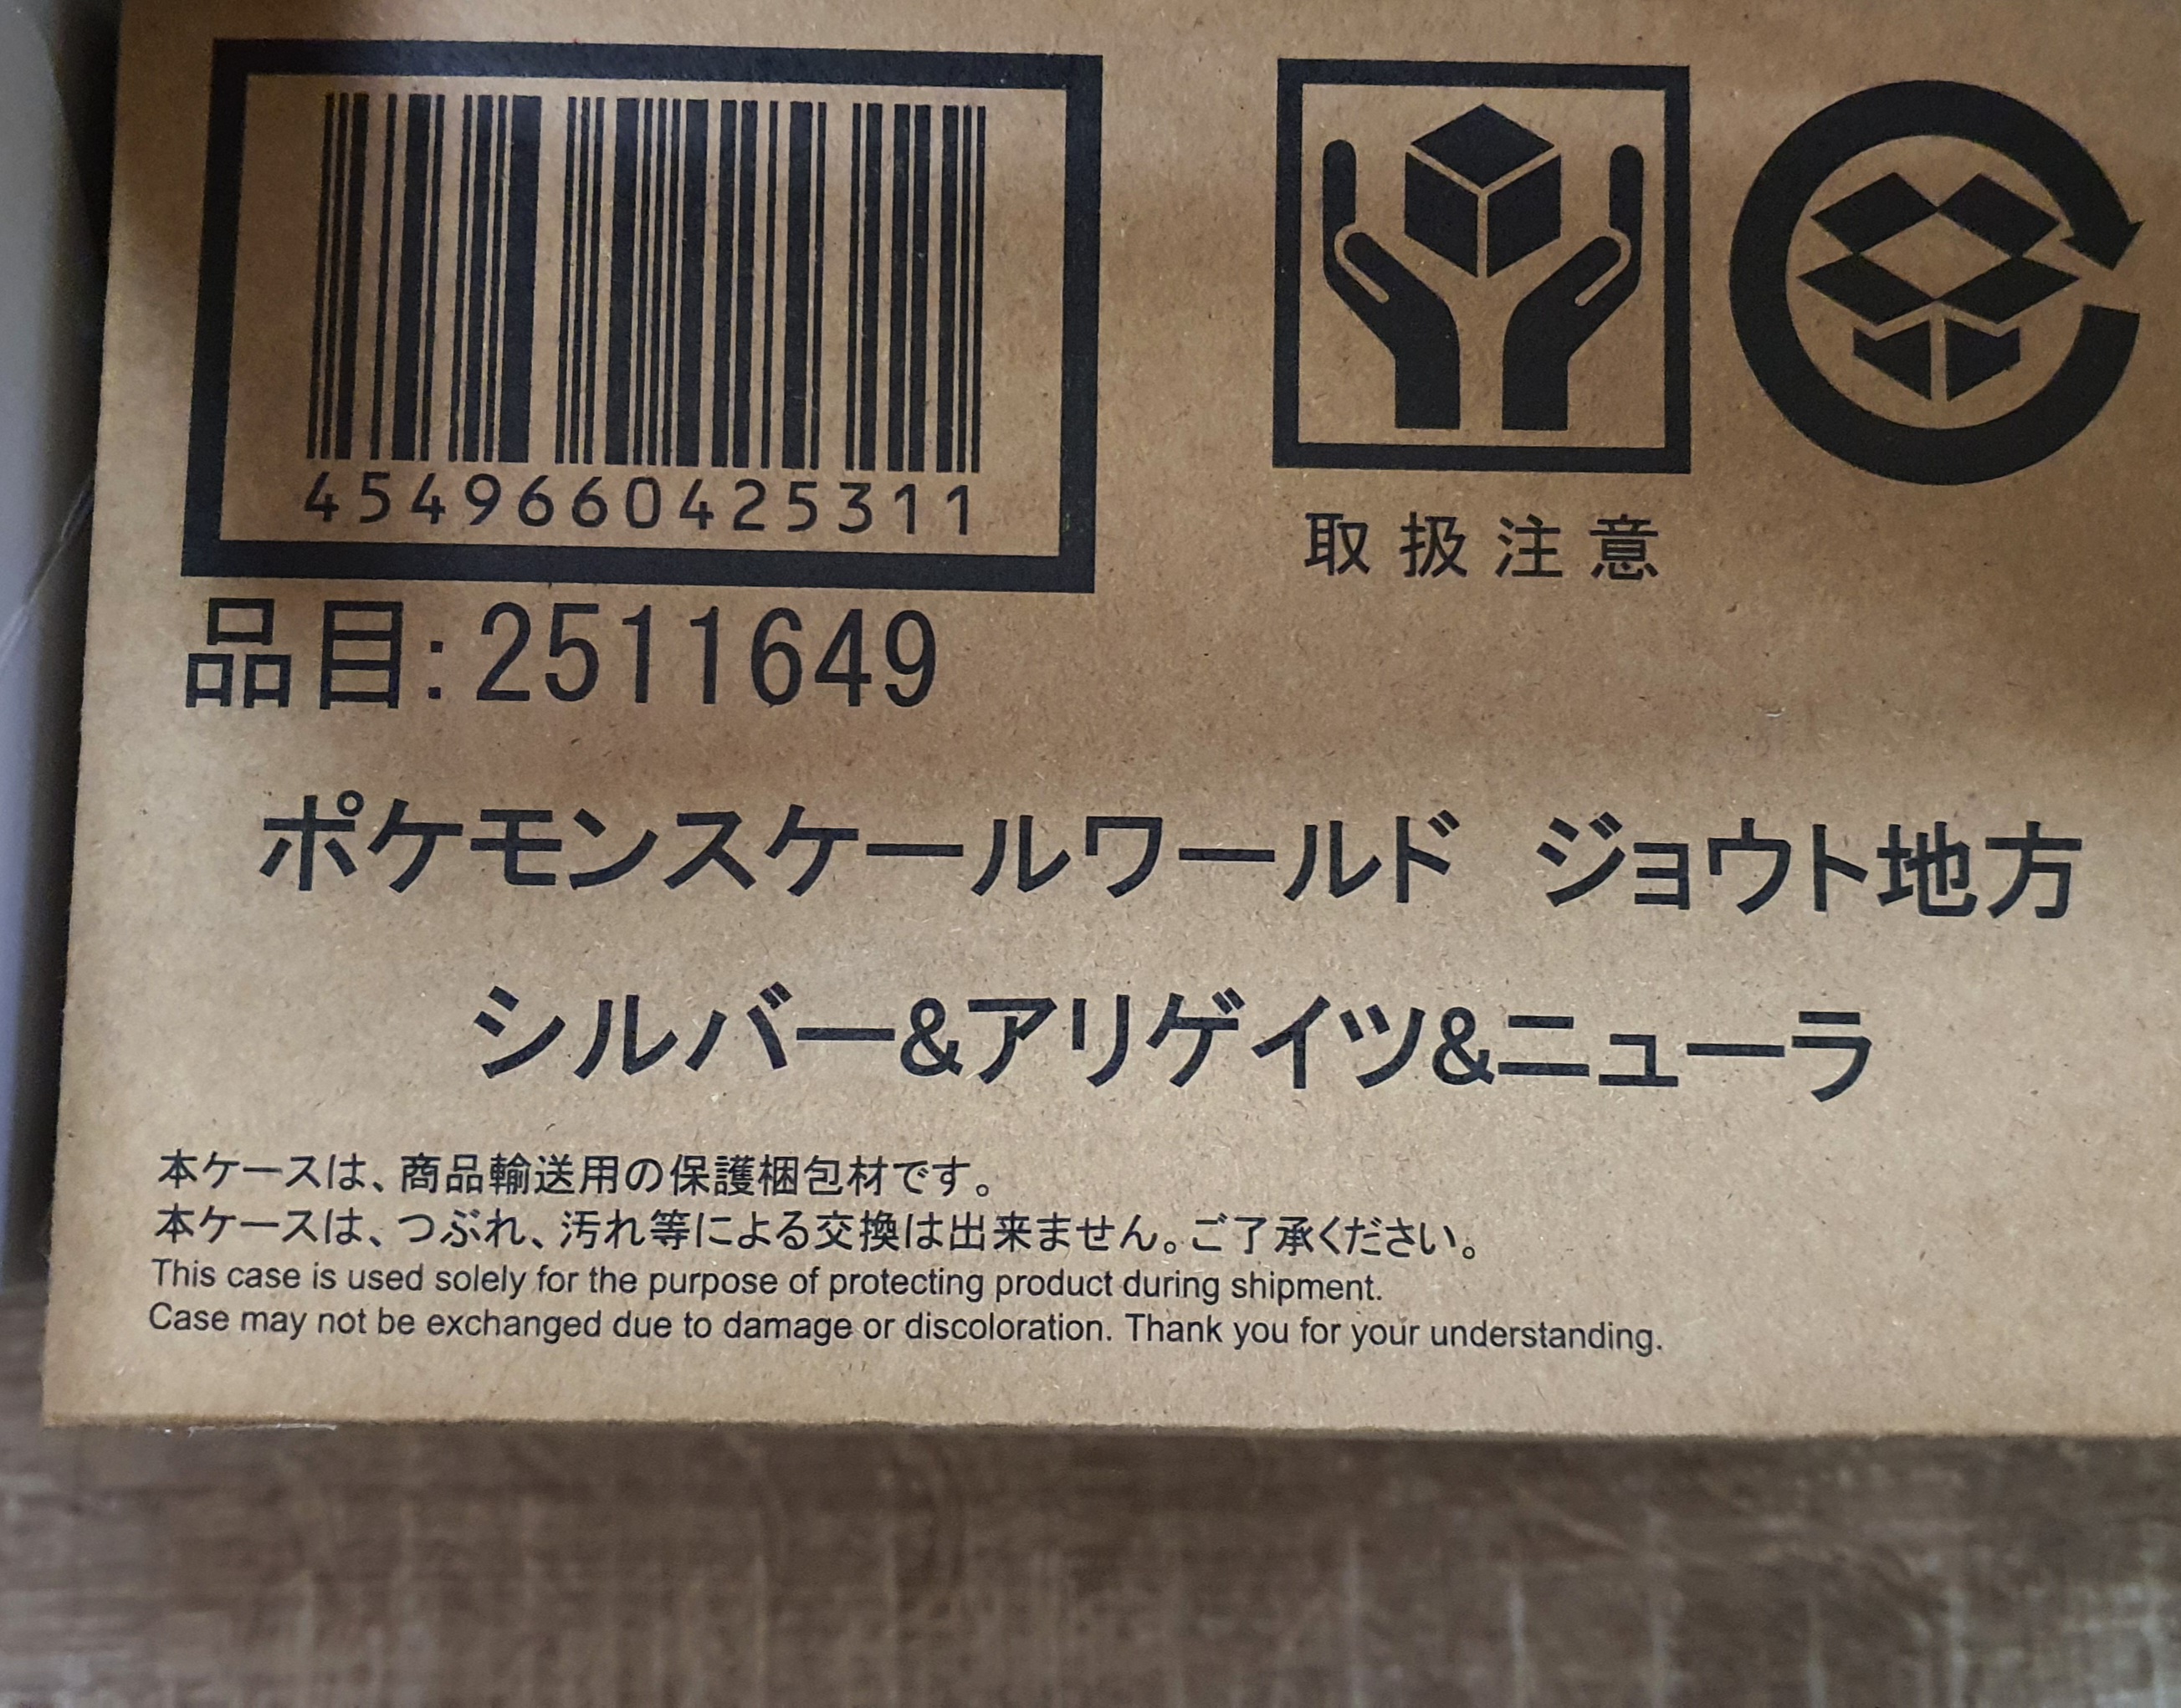 4549660425311
取扱注意
品目:2511649
ポケモンスケールワールド ジョウト地方
シルバー&アリゲイツ&ニューラ
本ケースは、商品輸送用の保護梱包材です。
本ケースは、つぶれ、汚れ等による交換は出来ません。ご了承ください。
This case is used solely for the purpose of protecting product during shipment.
Case may not be exchanged due to damage or discoloration. Thank you for your understanding.